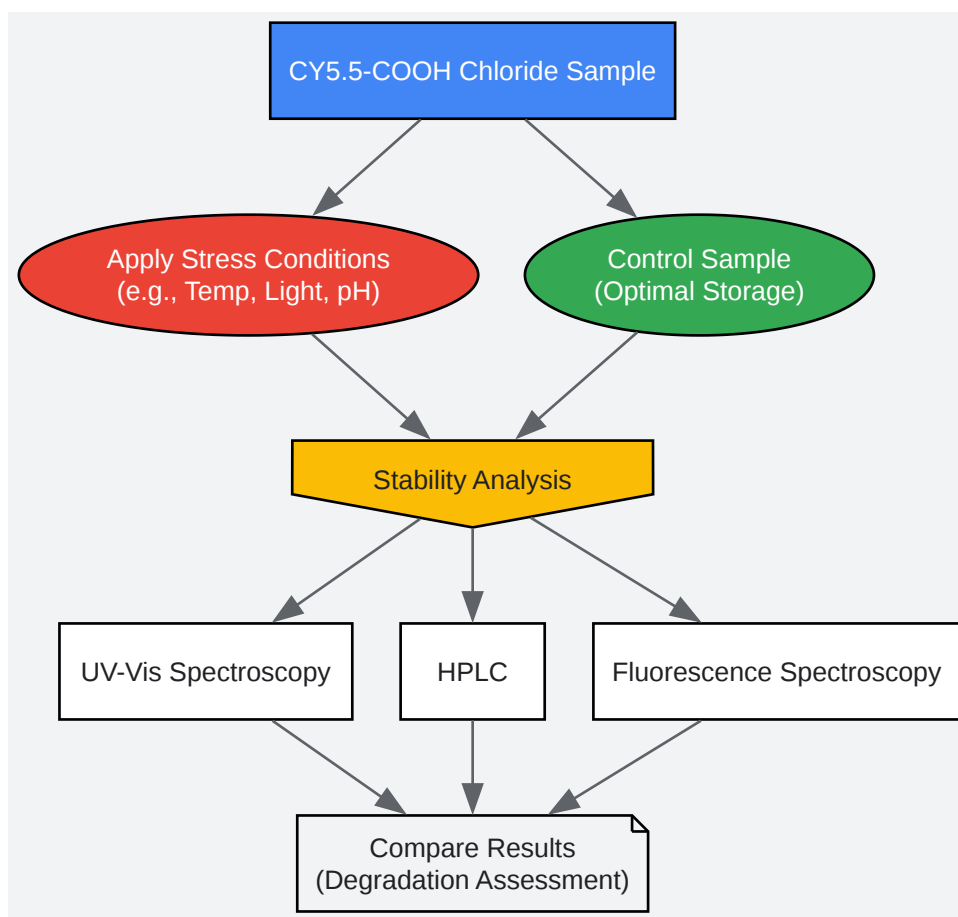 CY5.5-COOH Chloride Sample
Apply Stress Conditions
(e.g., Temp, Light, pH)
Control Sample
(Optimal Storage)
Stability Analysis
UV-Vis Spectroscopy
HPLC
Fluorescence Spectroscopy
Compare Results
(Degradation Assessment)